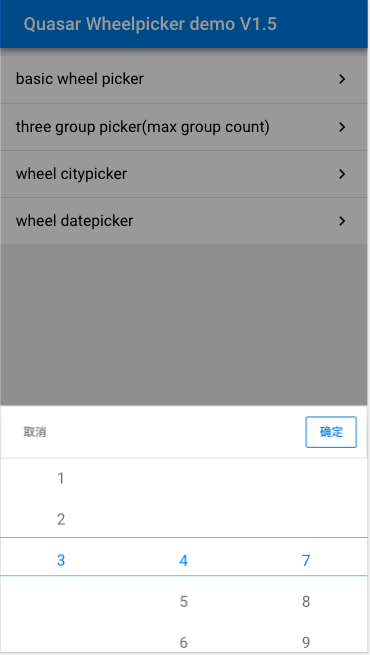 Quasar Wheelpicker demo V1.5
basic wheel picker
three group picker(max group count)
wheel citypicker
wheel datepicker
取消 确定
1
2
3 4 7
5 8
6 9